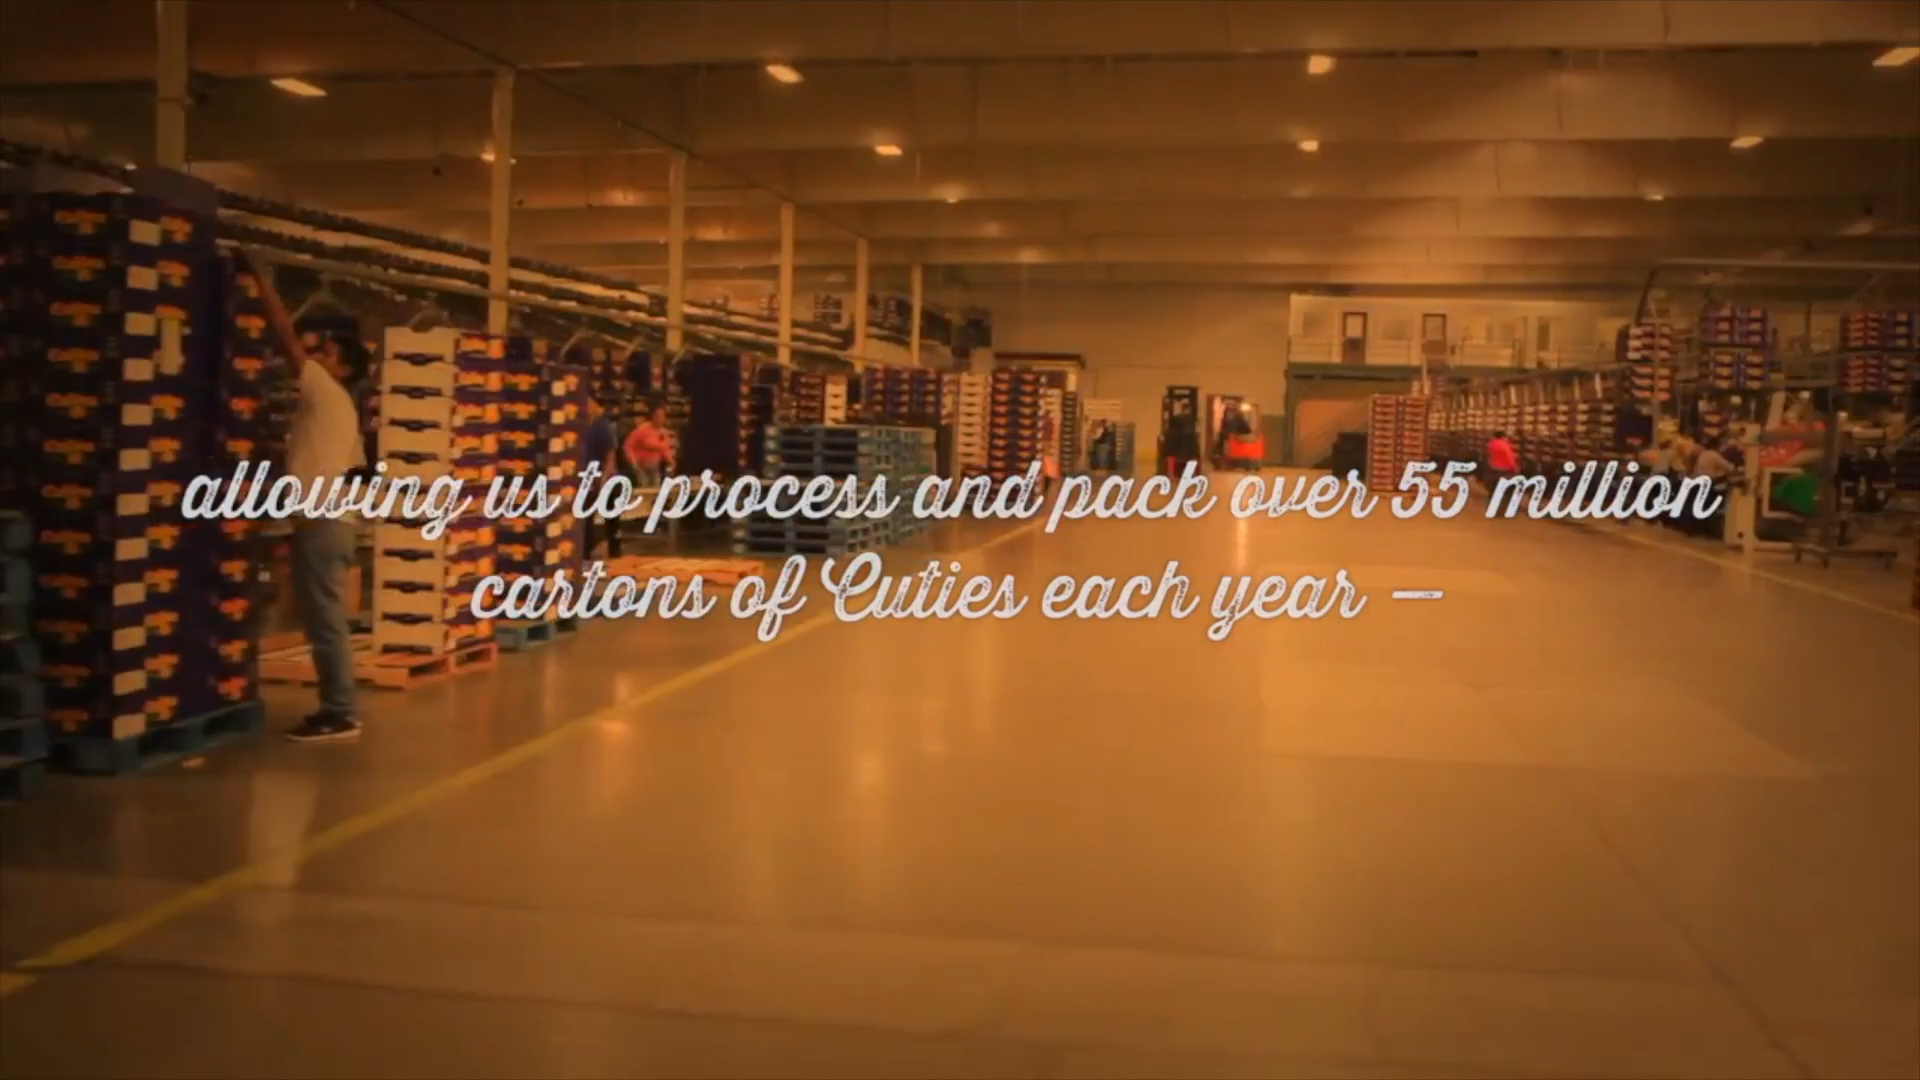 allowing us to process and pack over 55 million
cartons of Cuties each year —